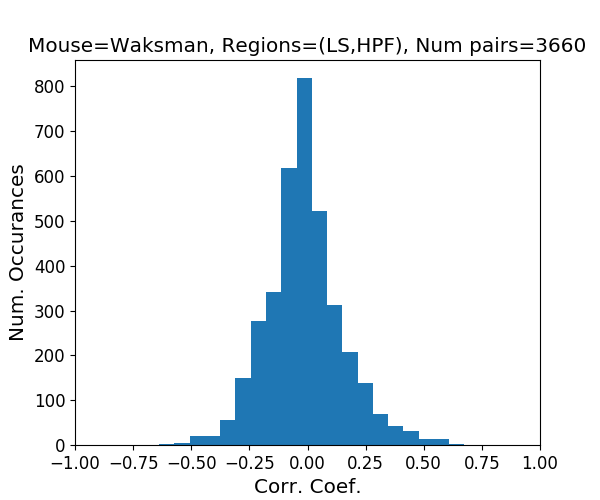 Mouse=Waksman, Regions=(LS,HPF), Num pairs=3660
Num. Occurances
800
700
600
500
400
300
200
100
0
−1.00 −0.75 −0.50 −0.25 0.00 0.25 0.50 0.75 1.00
Corr. Coef.